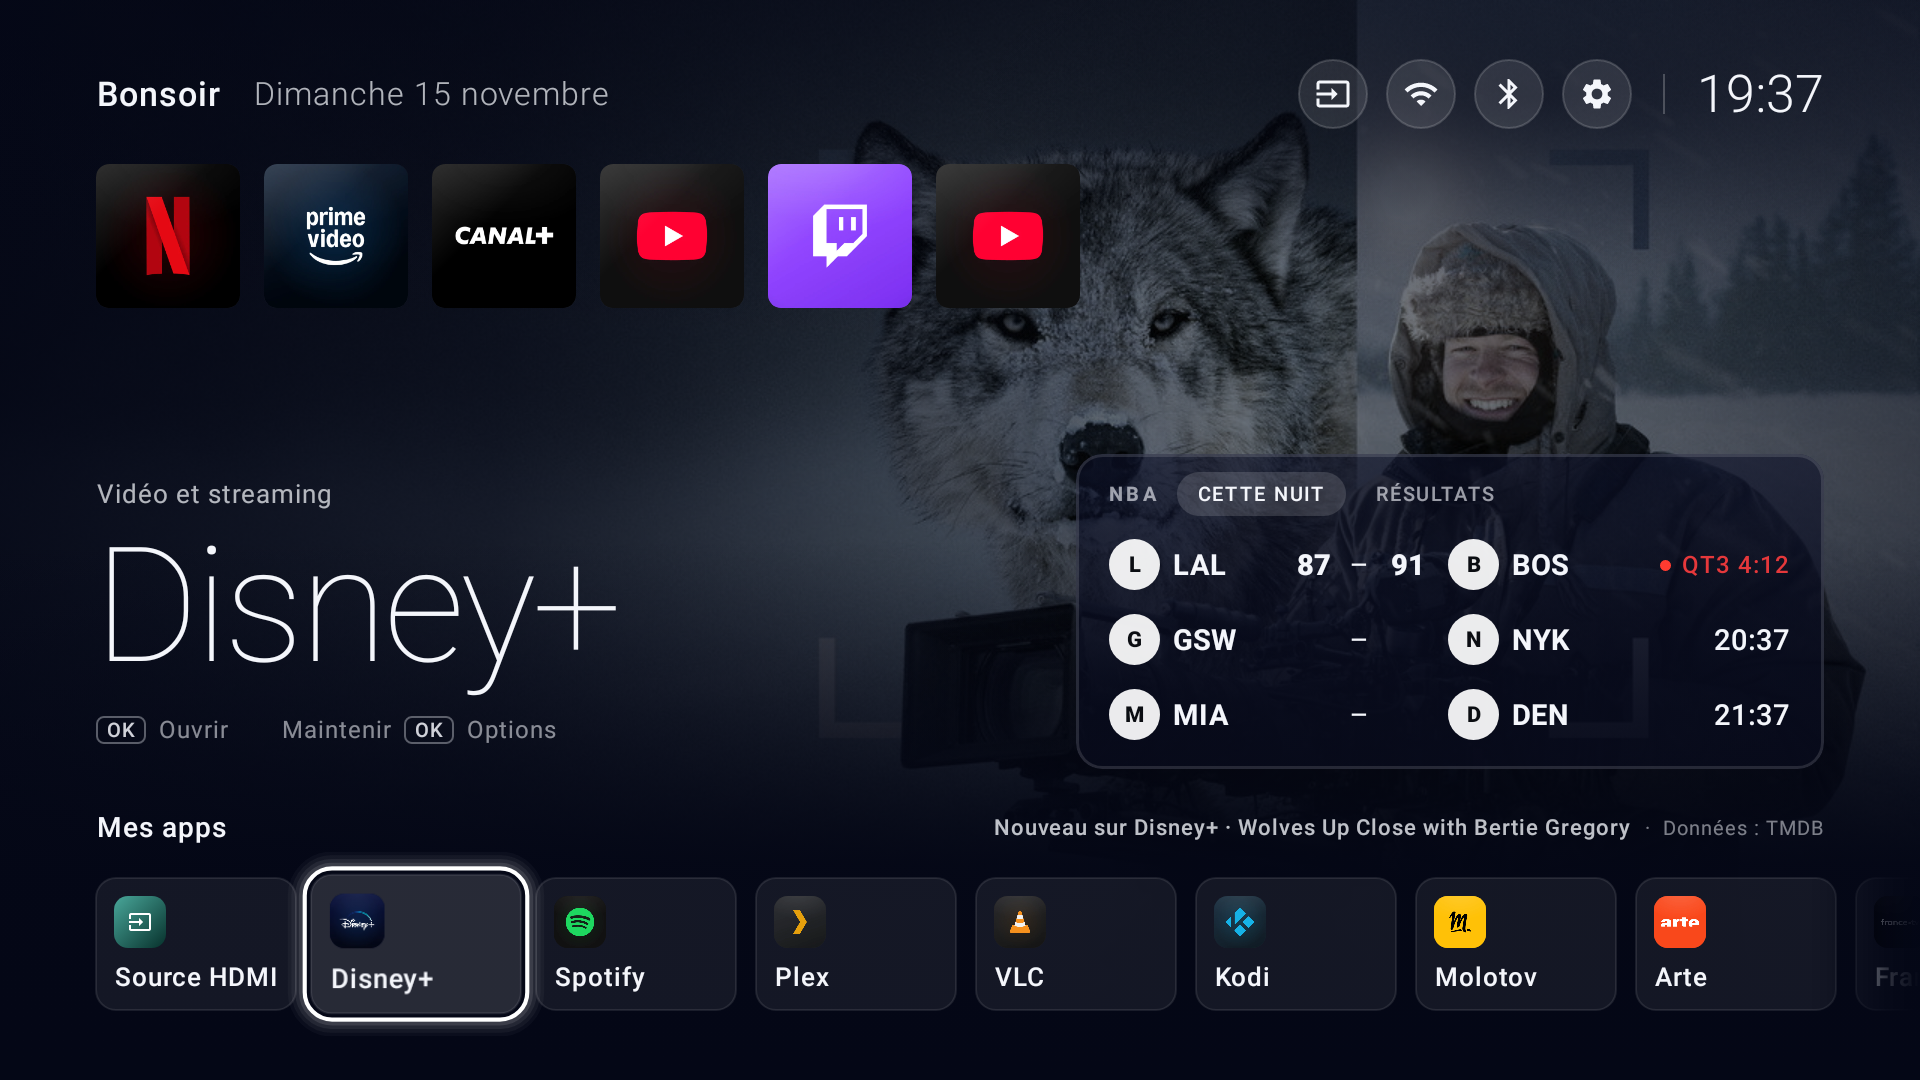 Bonsoir Dimanche 15 novembre 19:37
prime video
CANAL+
Vidéo et streaming
Disney+
OK Ouvrir Maintenir OK Options
NBA CETTE NUIT RÉSULTATS
L LAL 87 – 91 B BOS • QT3 4:12
G GSW – N NYK 20:37
M MIA – D DEN 21:37
Mes apps
Nouveau sur Disney+ · Wolves Up Close with Bertie Gregory · Données : TMDB
Disney+
M.
arte
Source HDMI
Disney+
Spotify
Plex
VLC
Kodi
Molotov
Arte